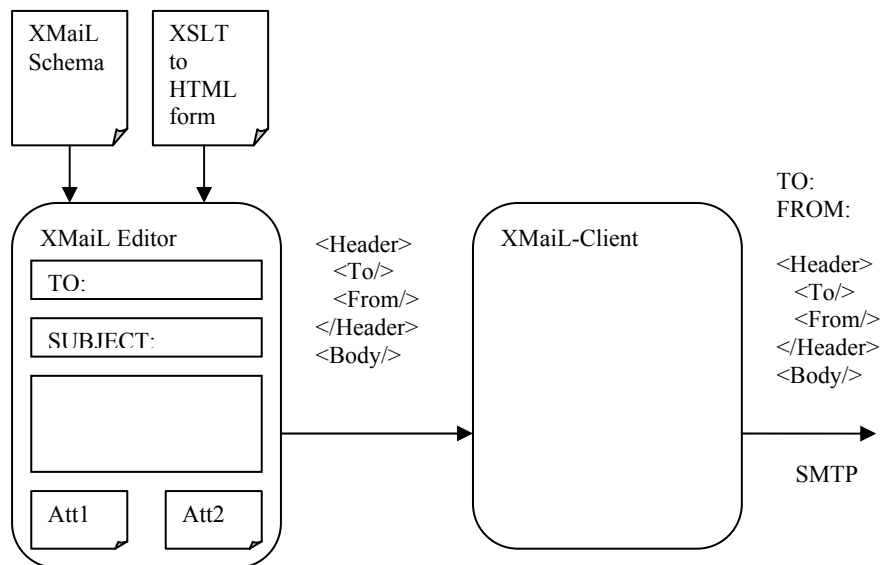 XMaiL
Schema
XSLT
to
HTML
form
XMaiL Editor
TO:
SUBJECT:
Att1
Att2
<Header>
<To/>
<From/>
</Header>
<Body/>
XMaiL-Client
TO:
FROM:
<Header>
<To/>
<From/>
</Header>
<Body/>
SMTP